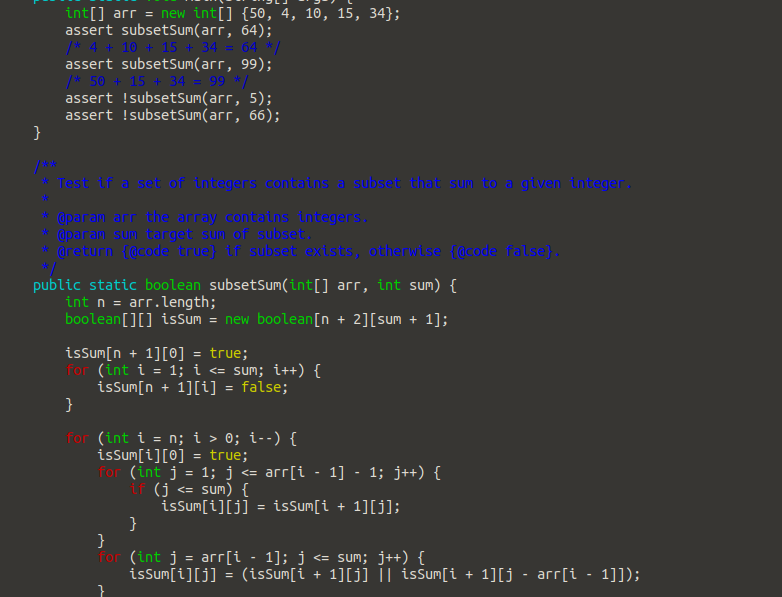 int[] arr = new int[] {50, 4, 10, 15, 34};
assert subsetSum(arr, 64);
/* 4 + 10 + 15 + 34 = 64 */
assert subsetSum(arr, 99);
/* 50 + 15 + 34 = 99 */
assert !subsetSum(arr, 5);
assert !subsetSum(arr, 66);
}
/**
* Test if a set of integers contains a subset that sum to a given integer.
*
* @param arr the array contains integers.
* @param sum target sum of subset.
* @return {@code true} if subset exists, otherwise {@code false}.
*/
public static boolean subsetSum(int[] arr, int sum) {
int n = arr.length;
boolean[][] isSum = new boolean[n + 2][sum + 1];
isSum[n + 1][0] = true;
for (int i = 1; i <= sum; i++) {
isSum[n + 1][i] = false;
}
for (int i = n; i > 0; i--) {
isSum[i][0] = true;
for (int j = 1; j <= arr[i - 1] - 1; j++) {
if (j <= sum) {
isSum[i][j] = isSum[i + 1][j];
}
}
for (int j = arr[i - 1]; j <= sum; j++) {
isSum[i][j] = (isSum[i + 1][j] || isSum[i + 1][j - arr[i - 1]]);
}